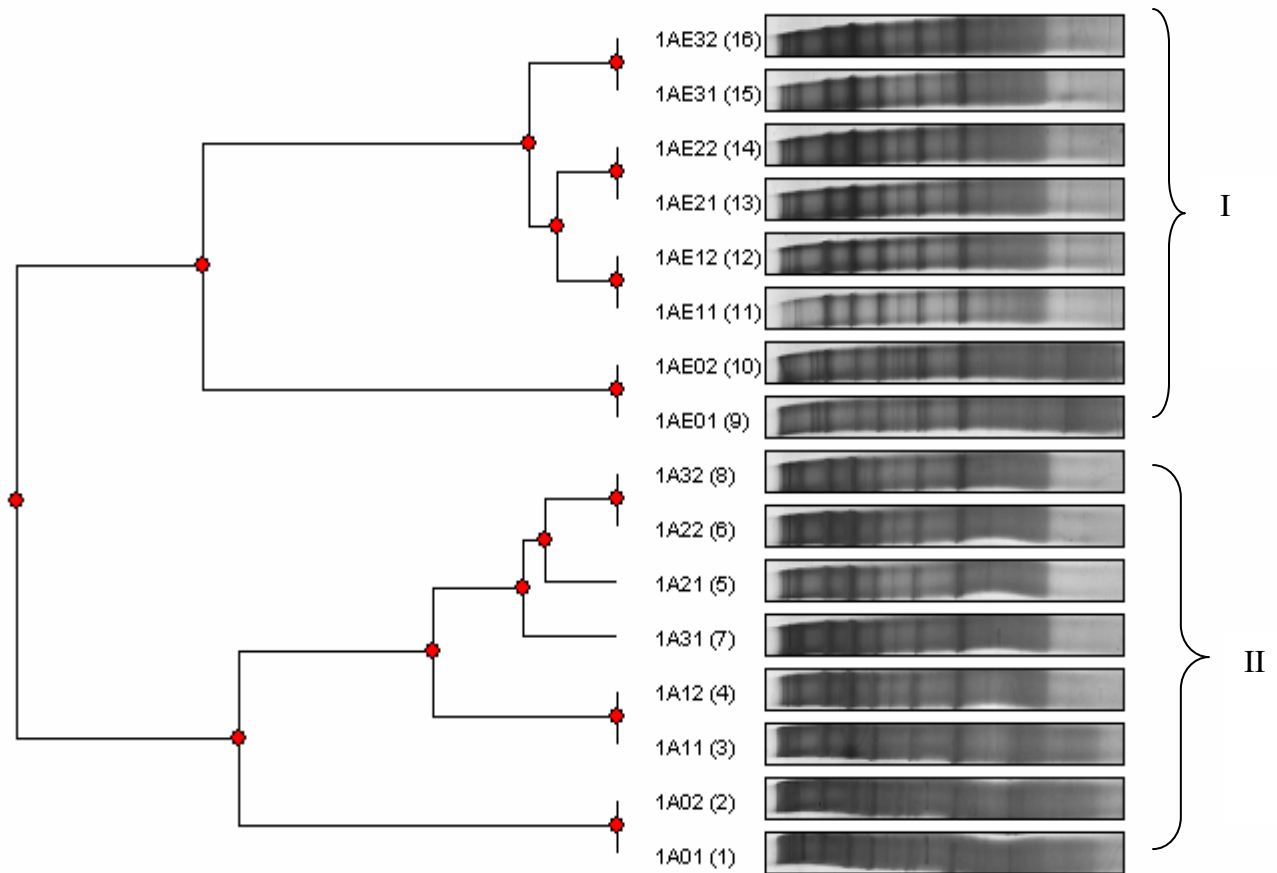 1AE32 (16)
1AE31 (15)
1AE22 (14)
1AE21 (13)
I
1AE12 (12)
1AE11 (11)
1AE02 (10)
1AE01 (9)
1A32 (8)
1A22 (6)
1A21 (5)
1A31 (7)
II
1A12 (4)
1A11 (3)
1A02 (2)
1A01 (1)